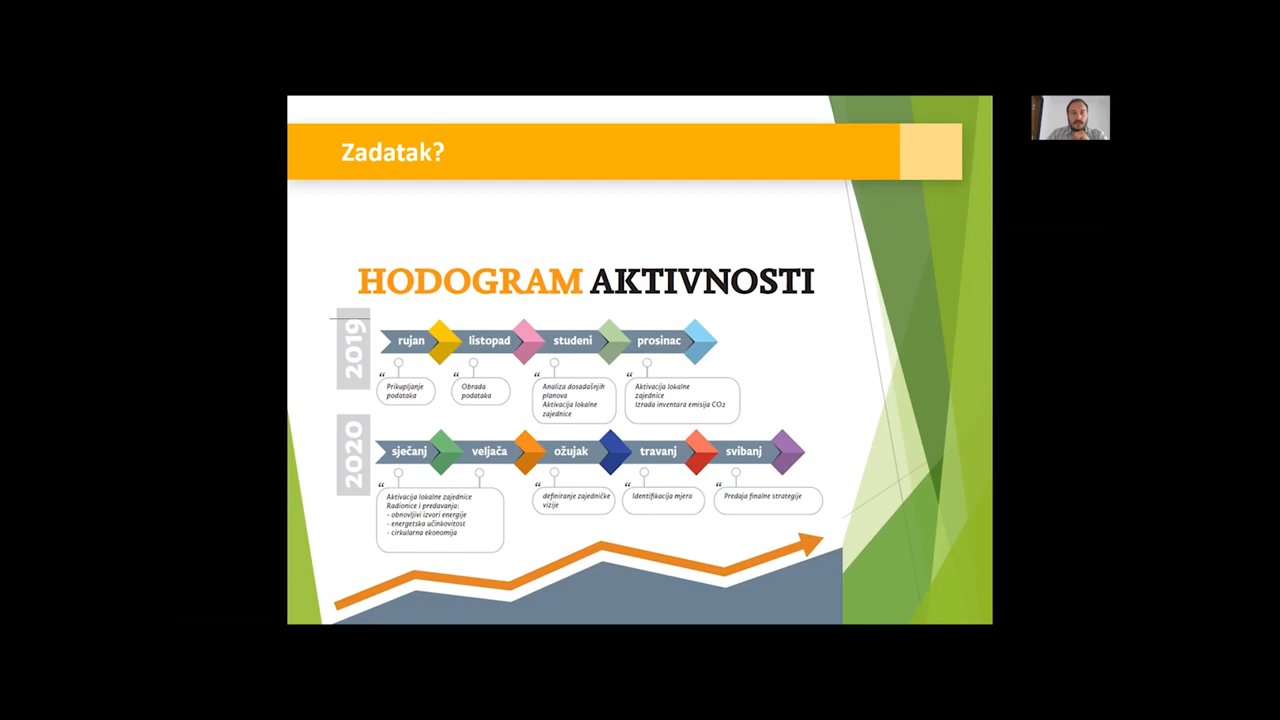 Zadatak?
HODOGRAM AKTIVNOSTI
2019
rujan
listopad
studeni
prosinac
Prikupljanje
podataka
Obrada
podataka
Analiza dosadašnjih
planova
Aktivacija lokalne
zajednice
Aktivacija lokalne
zajednice
Izrada inventara emisija CO2
2020
sječanj
veljača
ožujak
travanj
svibanj
Aktivacija lokalne zajednice
Radionice i predavanja:
- obnovljivi izvori energije
- energetska učinkovitost
- cirkularna ekonomija
definiranje zajedničke
vizije
Identifikacija mjera
Predaja finalne strategije